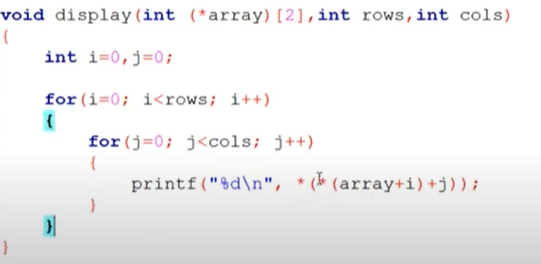 void display(int (*array)[2],int rows,int cols)
{
    int i=0,j=0;

    for(i=0; i<rows; i++)
    {
        for(j=0; j<cols; j++)
        {
            printf("%d\n", *(*(array+i)+j));
        }
    }
}